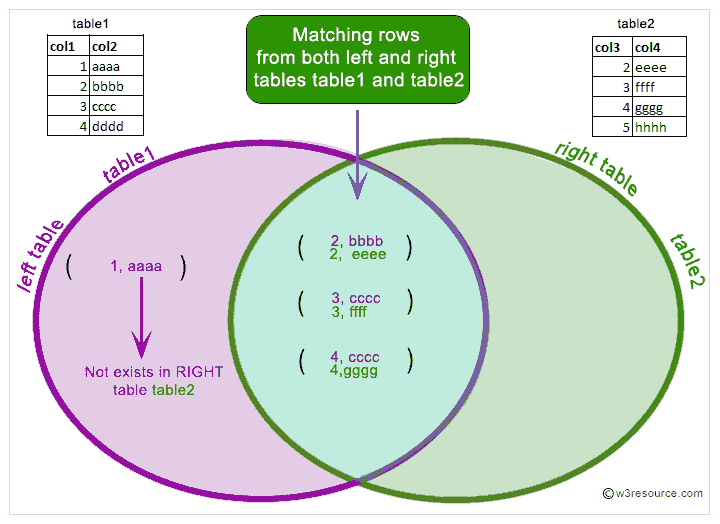 table1
col1 col2
1 aaaa
2 bbbb
3 cccc
4 dddd
Matching rows
from both left and right
tables table1 and table2
table2
col3 col4
2 eeee
3 ffff
4 gggg
5 hhhh
left table
table1
right table
table2
( 1, aaaa )
Not exists in RIGHT
table table2
( 2, bbbb
2, eeee )
( 3, cccc
3, ffff )
( 4, cccc
4,gggg )
© w3resource.com